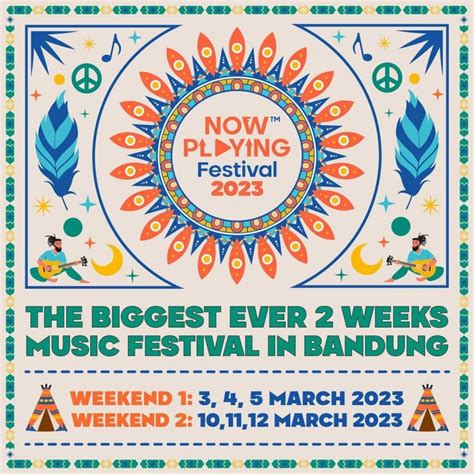 NOW™
PLAYING
Festival
2023
THE BIGGEST EVER 2 WEEKS
MUSIC FESTIVAL IN BANDUNG
WEEKEND 1: 3, 4, 5 MARCH 2023
WEEKEND 2: 10,11,12 MARCH 2023